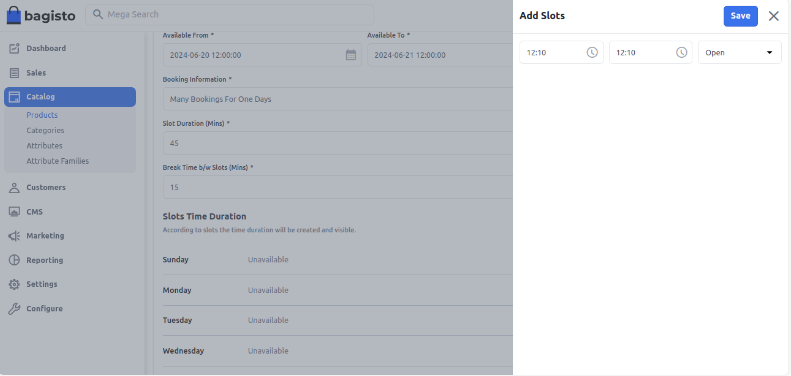 bagisto
Mega Search
Dashboard
Sales
Catalog
Products
Categories
Attributes
Attribute Families
Customers
CMS
Marketing
Reporting
Settings
Configure
Available From *
Available To *
2024-06-20 12:00:00
2024-06-21 12:00:00
Booking Information *
Many Bookings For One Days
Slot Duration (Mins) *
45
Break Time b/w Slots (Mins) *
15
Slots Time Duration
According to slots the time duration will be created and visible.
Sunday Unavailable
Monday Unavailable
Tuesday Unavailable
Wednesday Unavailable
Add Slots
Save
12:10
12:10
Open